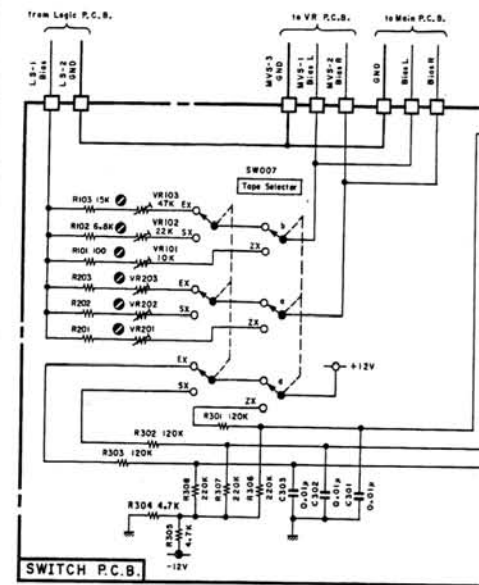 from Logic P.C.B.
to VR P.C.B.
to Main P.C.B.
LS-1
Bias
LS-2
GND
MVS-3
GND
MVS-1
Bias L
MVS-2
Bias R
GND
Bias L
Bias R
SW007
Tape Selector
R103 15K
VR103
47K
EX
R102 6.8K
VR102
22K
SX
b
R101 100
VR101
10K
ZX
R203
VR203
EX
R202
VR202
SX
R201
VR201
ZX
EX
+12V
SX
ZX
R301 120K
R302 120K
R303 120K
R308
220K
R307
220K
R306
220K
C303
0.01µ
C302
0.01µ
C301
0.01µ
R304 4.7K
R305
4.7K
-12V
SWITCH P.C.B.